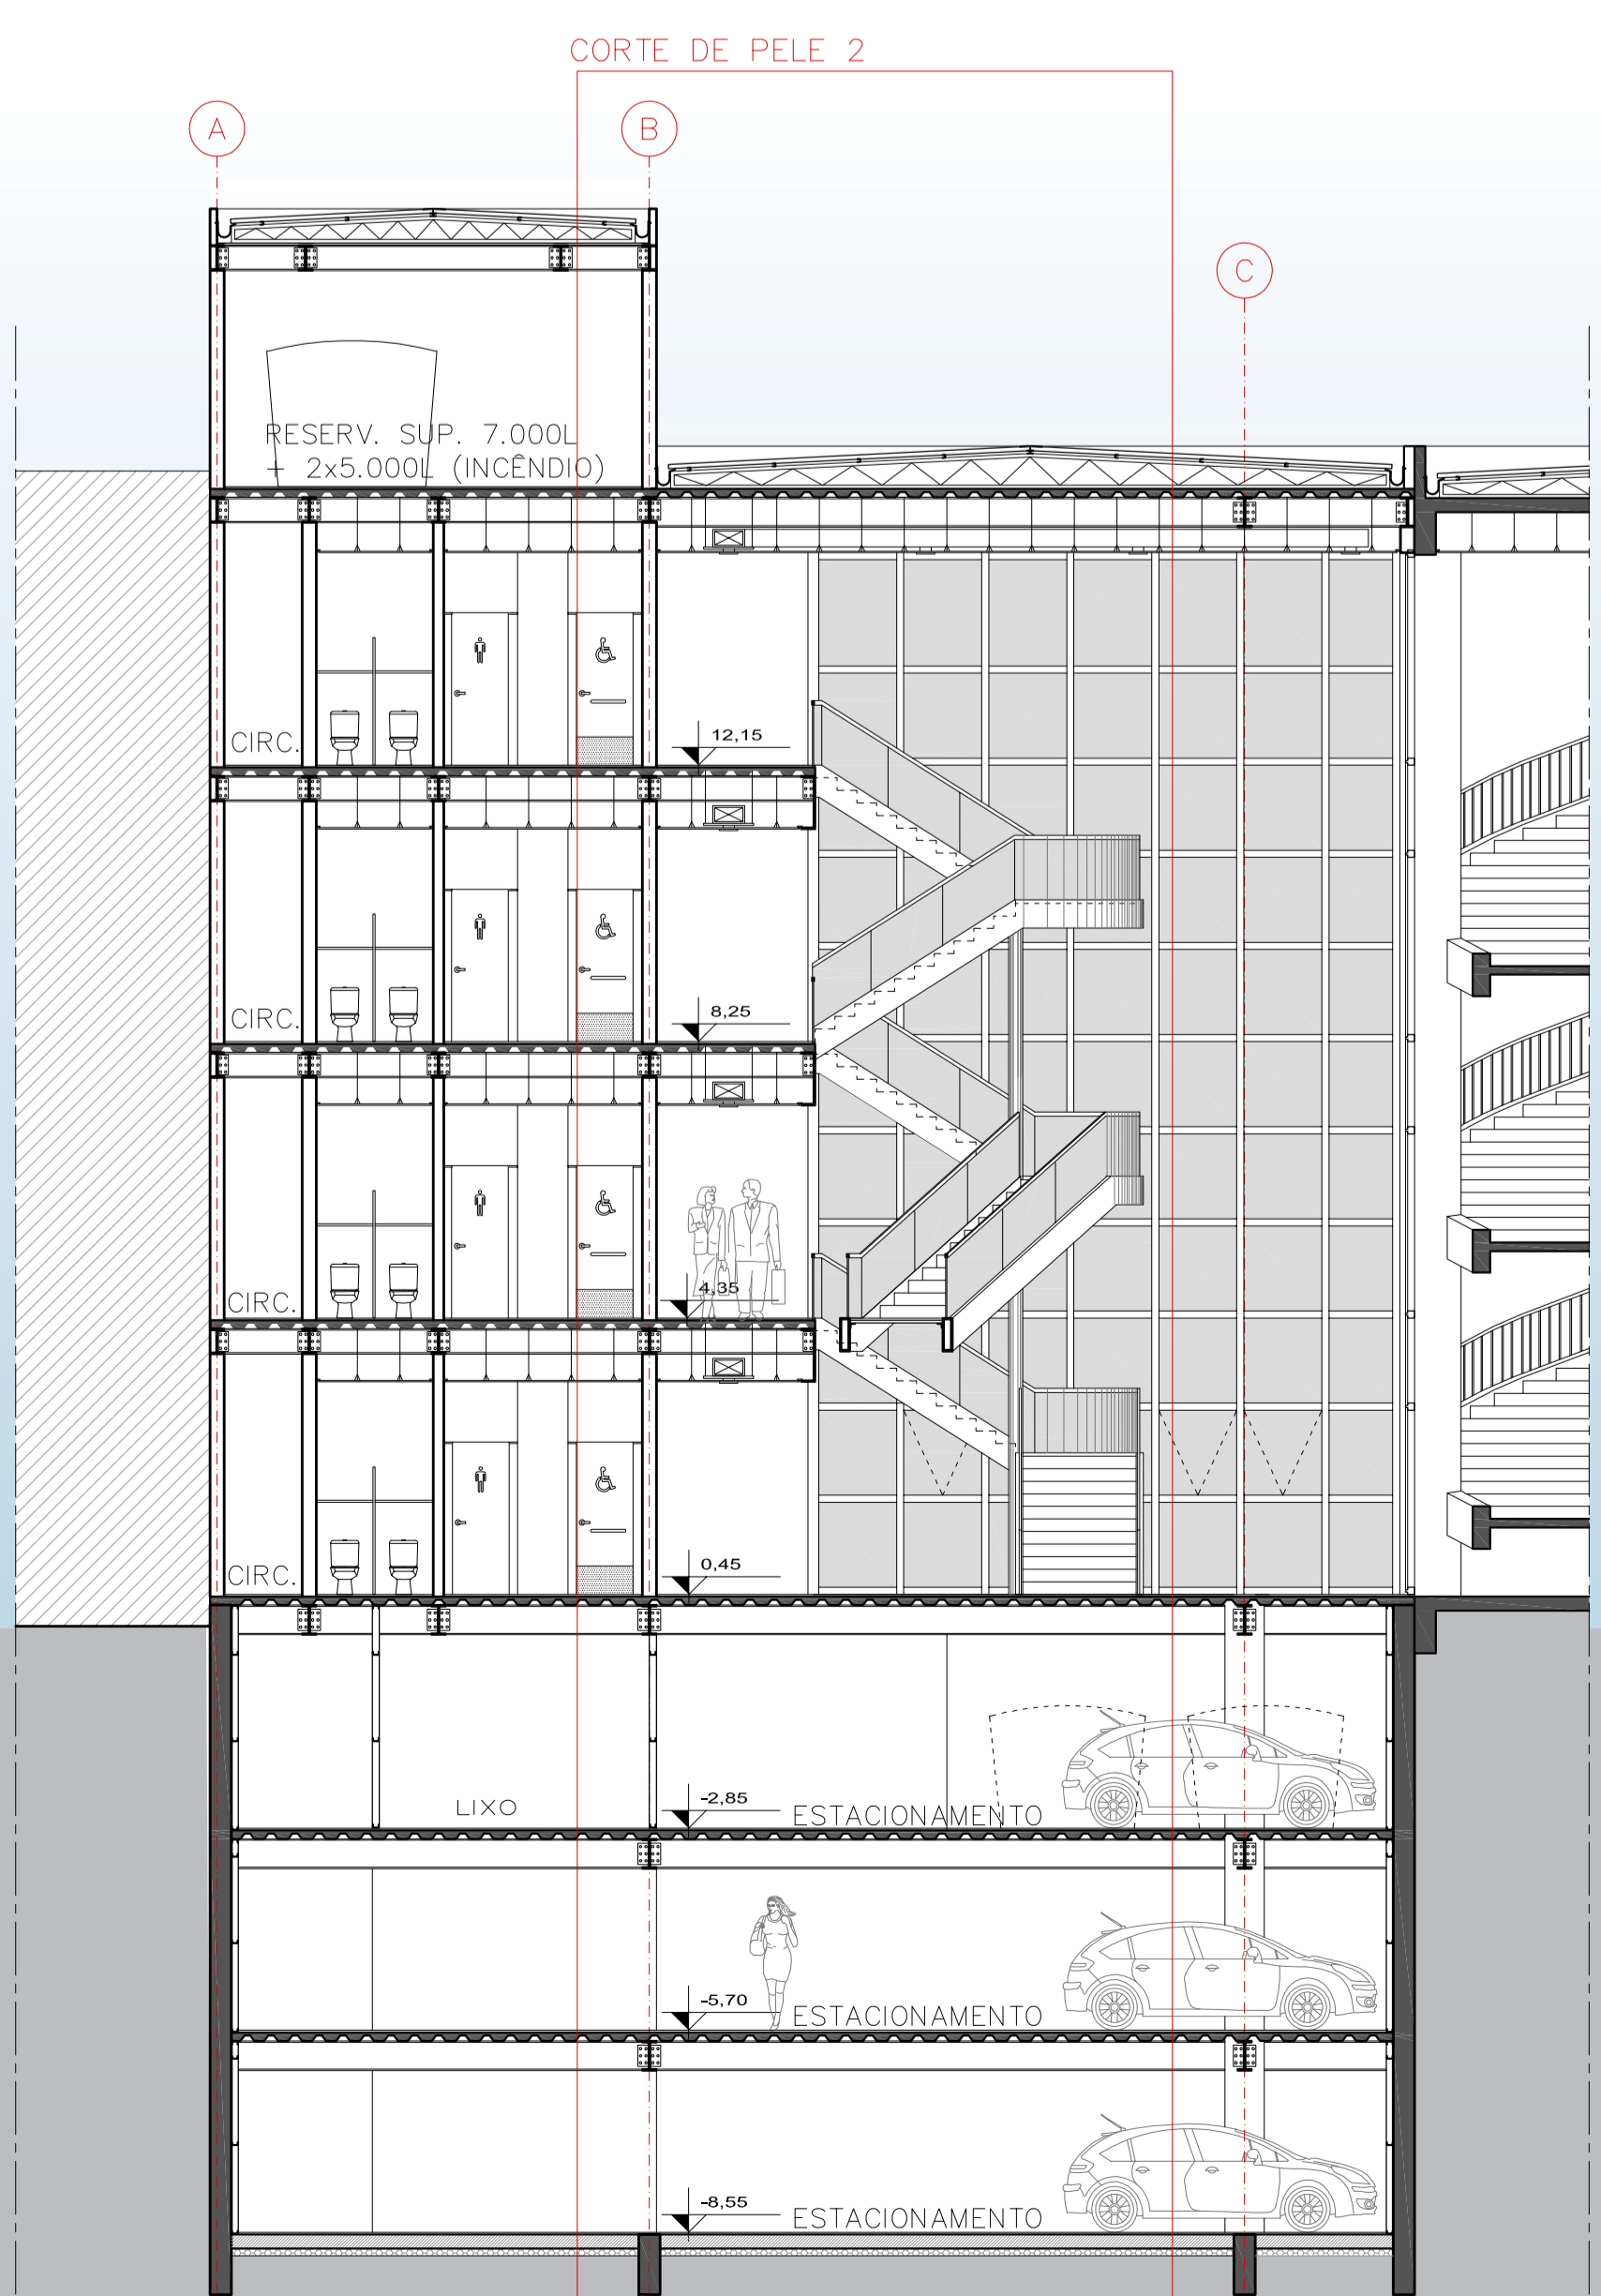 CORTE DE PELE 2
A
B
C
RESERV. SUP. 7.000L
+ 2x5.000L (INCÊNDIO)
CIRC.
12,15
CIRC.
8,25
CIRC.
4,35
CIRC.
0,45
LIXO
-2,85
ESTACIONAMENTO
-5,70
ESTACIONAMENTO
-8,55
ESTACIONAMENTO